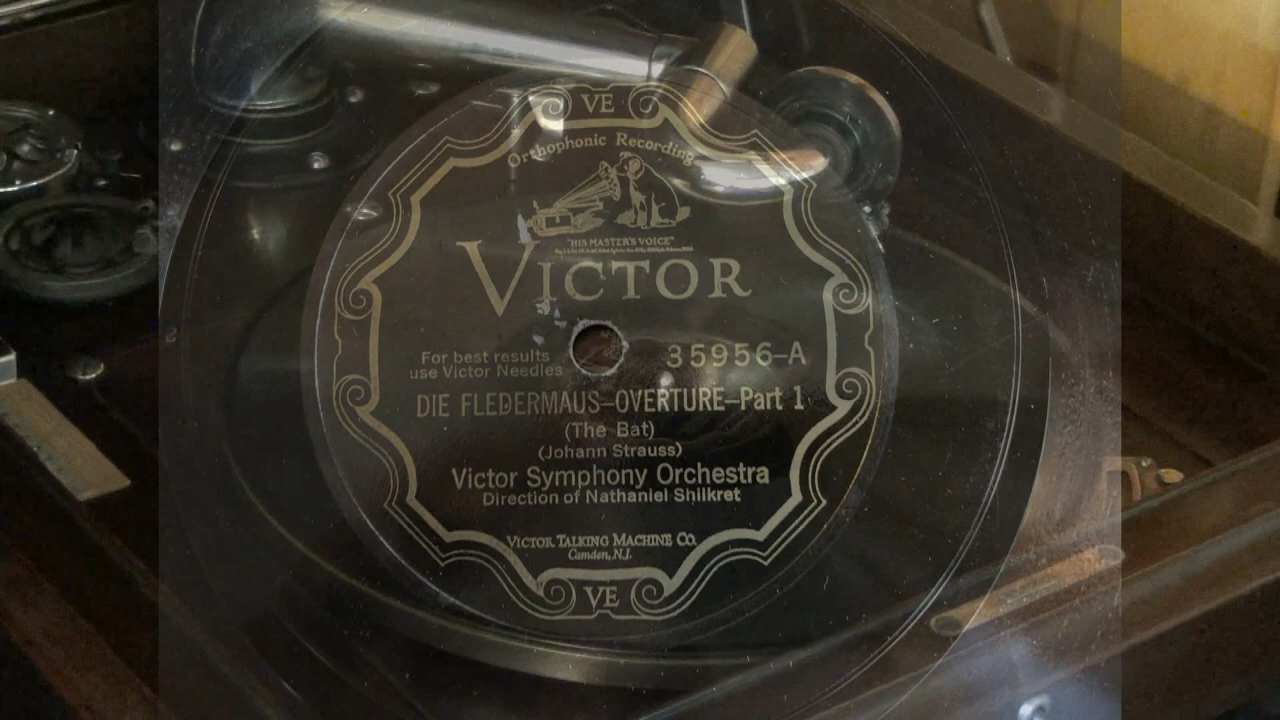 VE
Orthophonic Recording
"HIS MASTER'S VOICE"
VICTOR
For best results
use Victor Needles
35956-A
DIE FLEDERMAUS—OVERTURE—Part 1
(The Bat)
(Johann Strauss)
Victor Symphony Orchestra
Direction of Nathaniel Shilkret
VICTOR TALKING MACHINE CO.
Camden, N.J.
VE